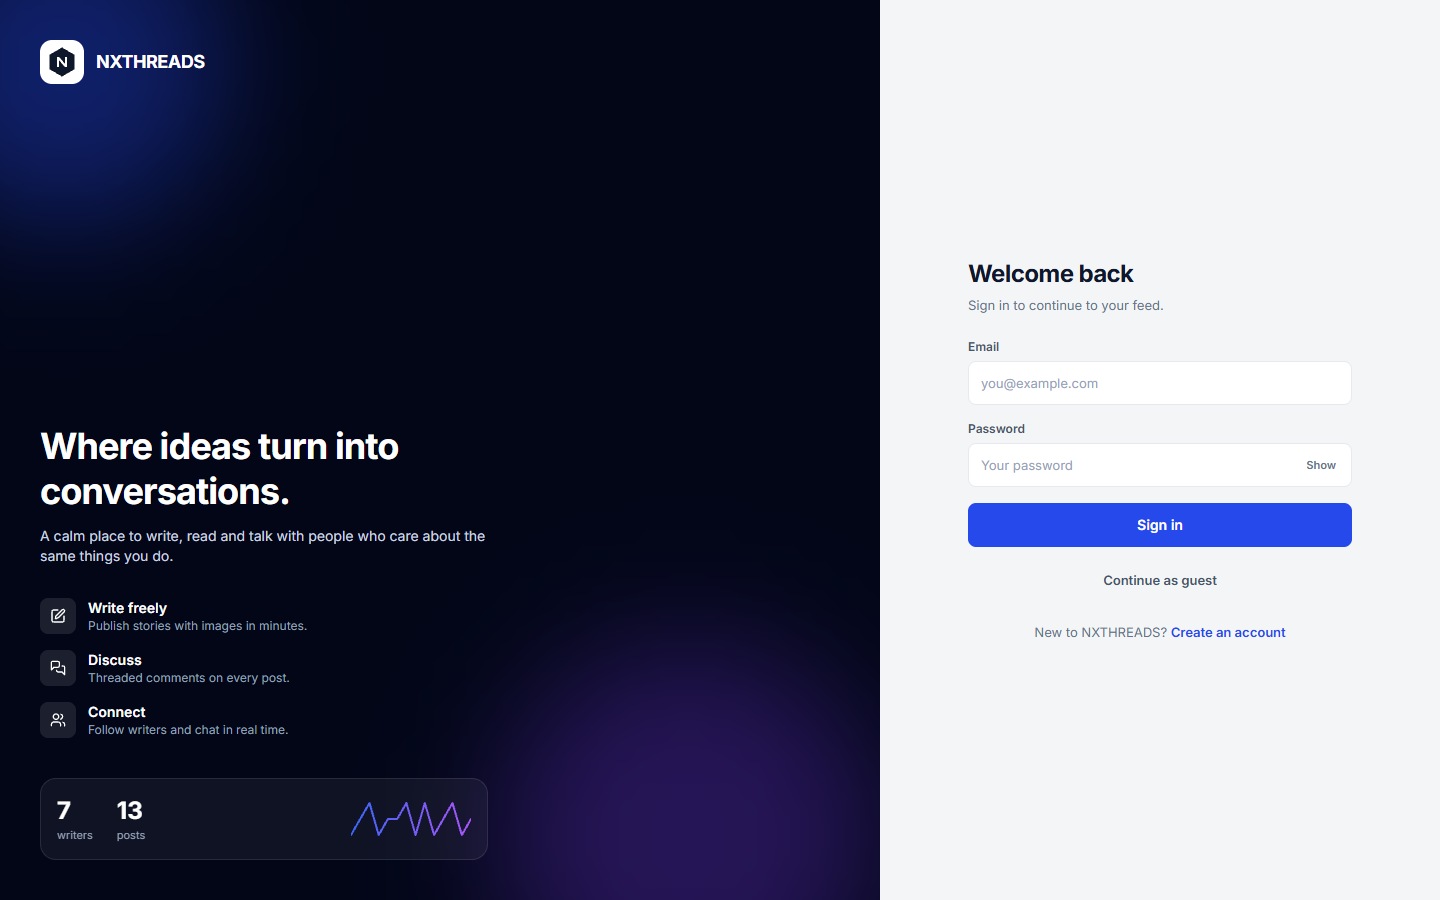 N
NXTHREADS
Where ideas turn into
conversations.
A calm place to write, read and talk with people who care about the
same things you do.
Write freely
Publish stories with images in minutes.
Discuss
Threaded comments on every post.
Connect
Follow writers and chat in real time.
7
writers
13
posts
Welcome back
Sign in to continue to your feed.
Email
you@example.com
Password
Your password
Show
Sign in
Continue as guest
New to NXTHREADS? Create an account